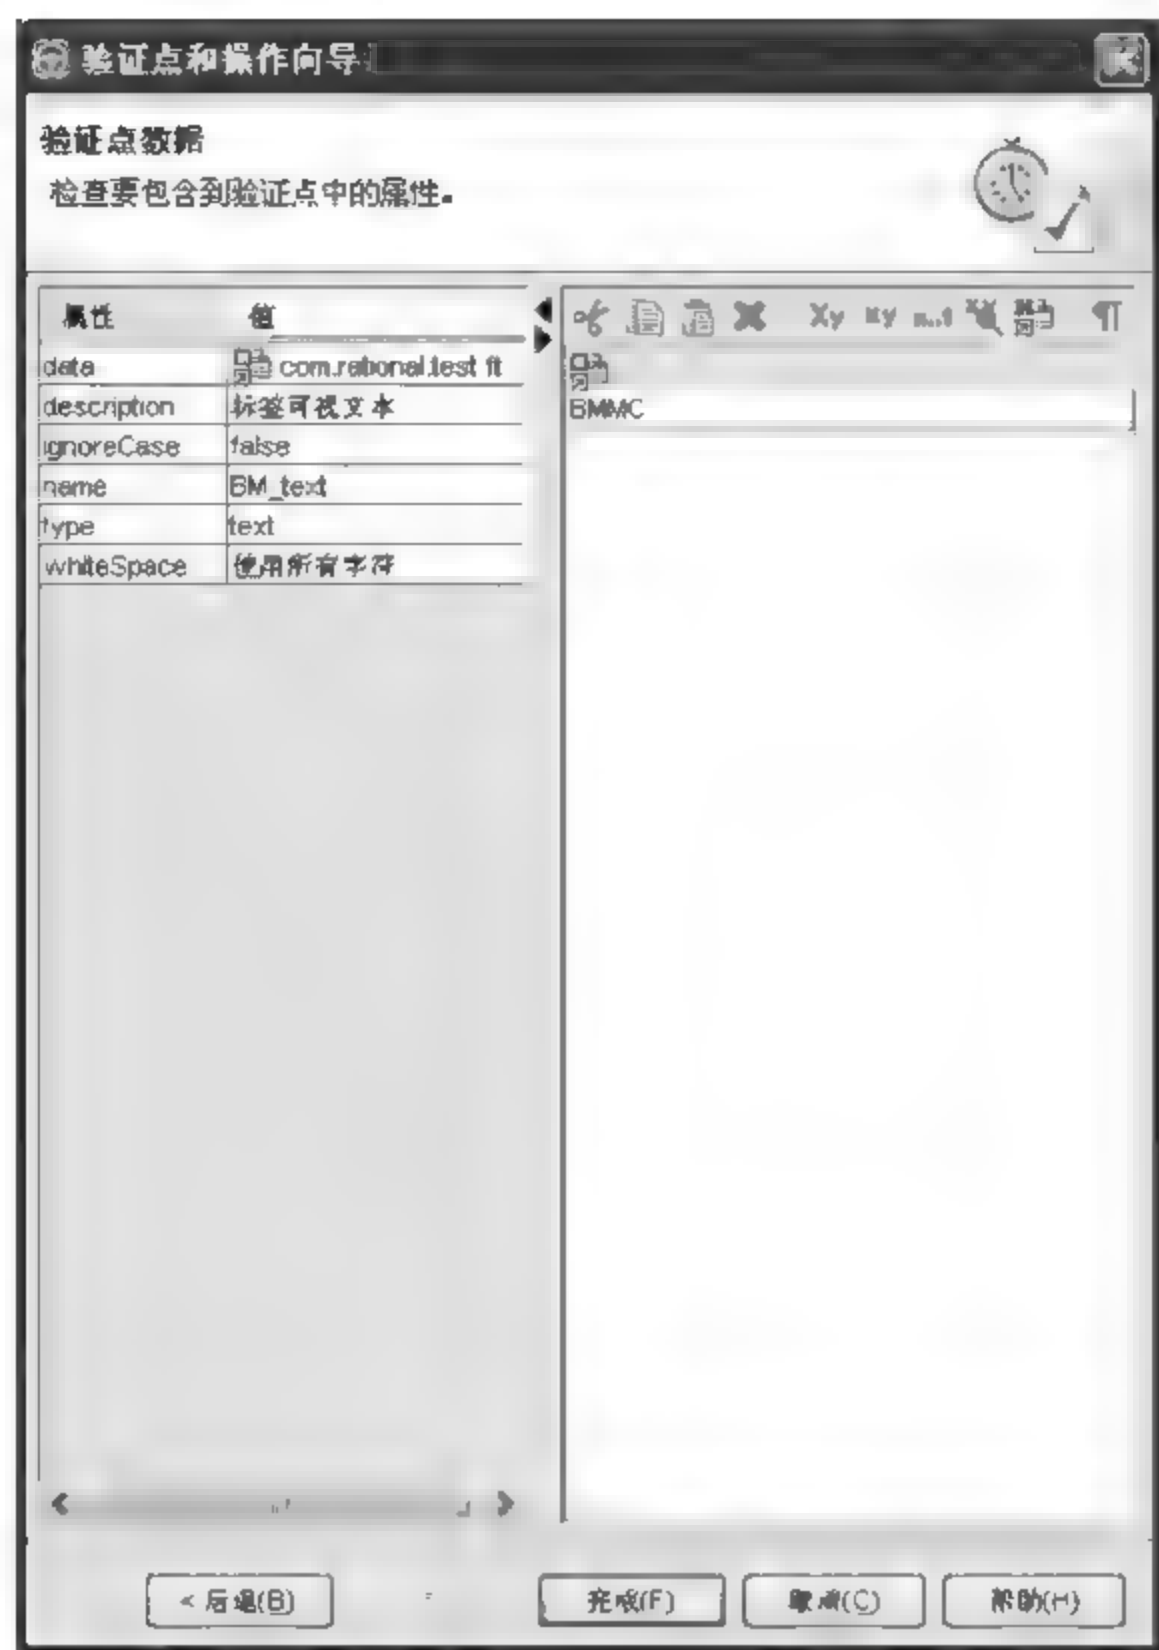 验证点和操作向导
验证点数据
检查要包含到验证点中的属性。
属性 值
data com.rational.test ft
description 标签可视文本
ignoreCase false
name BM_text
type text
whiteSpace 使用所有字符
Xy
BMMC
< 后退(B) 完成(F) 取消(C) 帮助(H)